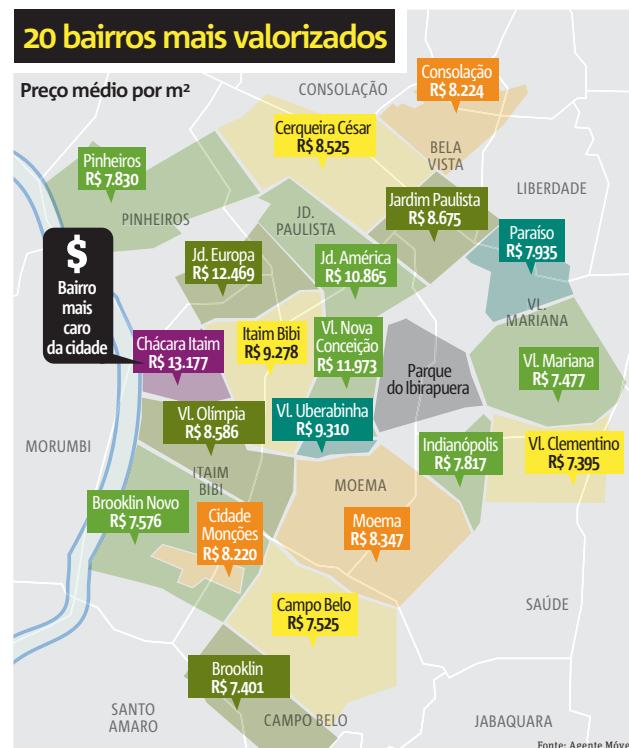 20 bairros mais valorizados
Preço médio por m²
CONSOLAÇÃO
Consolação
R$ 8.224
Cerqueira César
R$ 8.525
BELA
VISTA
Pinheiros
R$ 7.830
LIBERDADE
Jardim Paulista
R$ 8.675
PINHEIROS
JD.
PAULISTA
Paraíso
R$ 7.935
$
Bairro
mais
caro
da cidade
Jd. Europa
R$ 12.469
Jd. América
R$ 10.865
VL.
MARIANA
Chácara Itaim
R$ 13.177
Itaim Bibi
R$ 9.278
Vl. Nova
Conceição
R$ 11.973
Parque
do Ibirapuera
Vl. Mariana
R$ 7.477
Vl. Olímpia
R$ 8.586
Vl. Uberabinha
R$ 9.310
MORUMBI
Indianópolis
R$ 7.817
Vl. Clementino
R$ 7.395
ITAIM
BIBI
MOEMA
Brooklin Novo
R$ 7.576
Cidade
Monções
R$ 8.220
Moema
R$ 8.347
Campo Belo
R$ 7.525
SAÚDE
Brooklin
R$ 7.401
SANTO
AMARO
CAMPO BELO
JABAQUARA
Fonte: Agente Móve